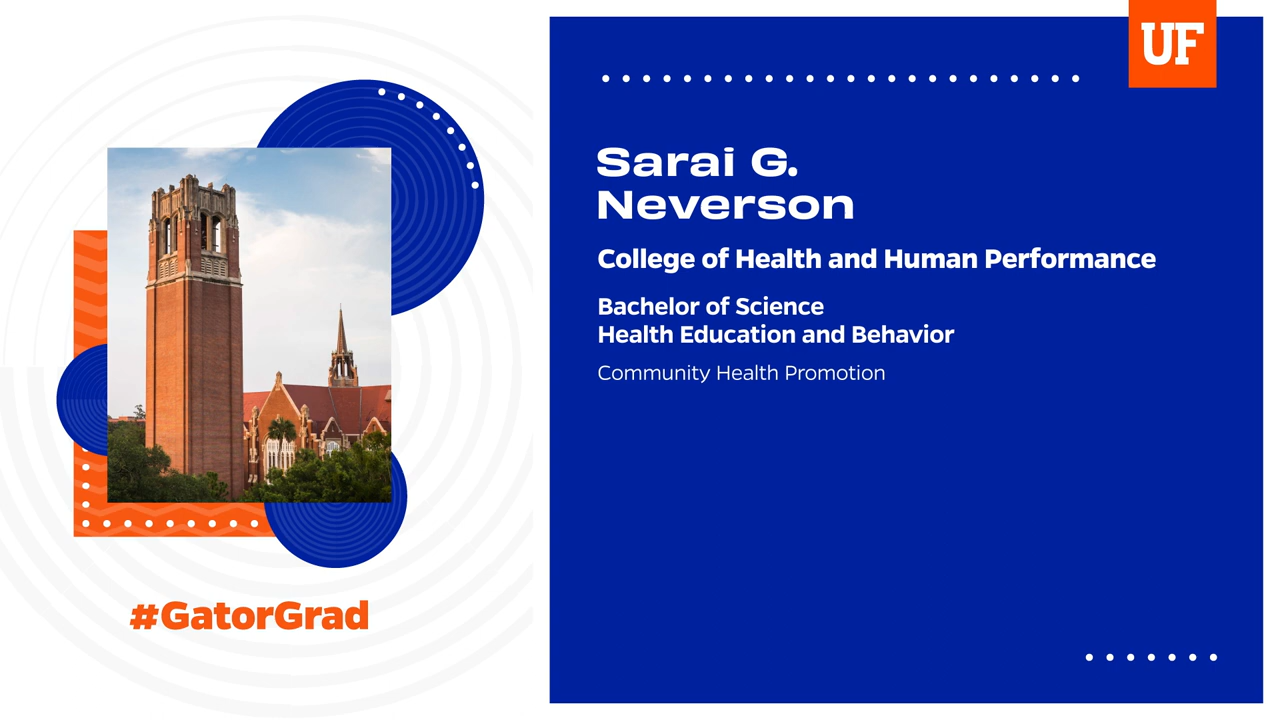 UF
Sarai G.
Neverson
College of Health and Human Performance
Bachelor of Science
Health Education and Behavior
Community Health Promotion
#GatorGrad